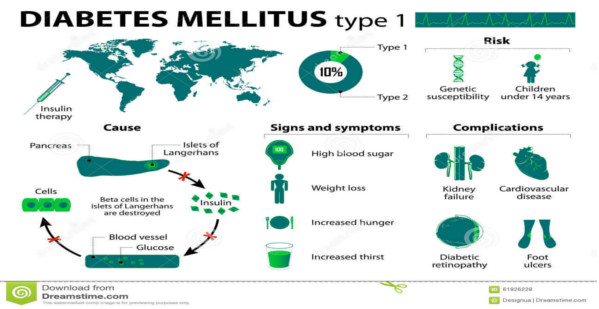 DIABETES MELLITUS type 1
Insulin
therapy
Type 1
10%
Type 2
Risk
Genetic
susceptibility
Children
under 14 years
Cause
Pancreas
Islets of
Langerhans
Cells
Beta cells in the
islets of Langerhans
are destroyed
Insulin
Blood vessel
Glucose
Signs and symptoms
High blood sugar
Weight loss
Increased hunger
Increased thirst
Complications
Kidney
failure
Cardiovascular
disease
Diabetic
retinopathy
Foot
ulcers
Download from
Dreamstime.com
This watermarked comp image is for previewing purposes only.
61826228
Designua | Dreamstime.com